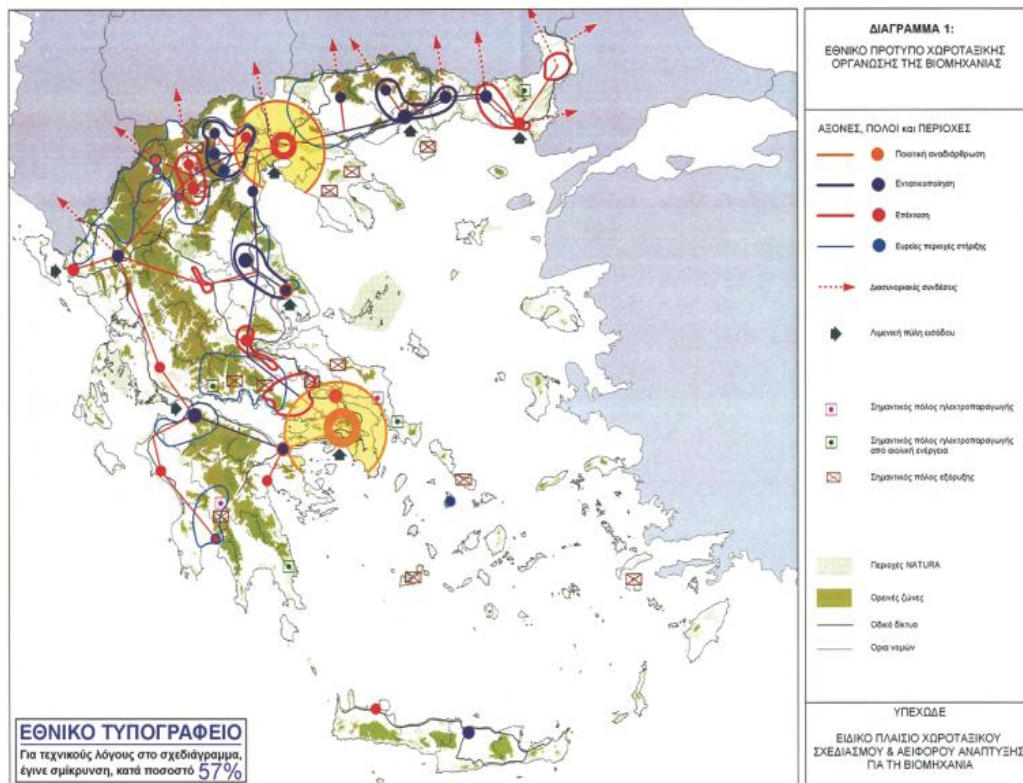 ΔΙΑΓΡΑΜΜΑ 1:
ΕΘΝΙΚΟ ΠΡΟΤΥΠΟ ΧΩΡΟΤΑΞΙΚΗΣ
ΟΡΓΑΝΩΣΗΣ ΤΗΣ ΒΙΟΜΗΧΑΝΙΑΣ
ΑΞΟΝΕΣ, ΠΟΛΟΙ και ΠΕΡΙΟΧΕΣ
Ποιοτική αναδιάρθρωση
Εντατικοποίηση
Επέκταση
Ευρείες περιοχές στήριξης
Διασυνοριακές συνδέσεις
Λιμενική πύλη εισόδου
Σημαντικός πόλος ηλεκτροπαραγωγής
Σημαντικός πόλος ηλεκτροπαραγωγής
από αιολική ενέργεια
Σημαντικός πόλος εξόρυξης
Περιοχές NATURA
Ορεινές ζώνες
Οδικό δίκτυο
Ορια νομών
ΥΠΕΧΩΔΕ
ΕΙΔΙΚΟ ΠΛΑΙΣΙΟ ΧΩΡΟΤΑΞΙΚΟΥ
ΣΧΕΔΙΑΣΜΟΥ & ΑΕΙΦΟΡΟΥ ΑΝΑΠΤΥΞΗΣ
ΓΙΑ ΤΗ ΒΙΟΜΗΧΑΝΙΑ
ΕΘΝΙΚΟ ΤΥΠΟΓΡΑΦΕΙΟ
Για τεχνικούς λόγους στο σχεδιάγραμμα,
έγινε σμίκρυνση, κατά ποσοστό 57%